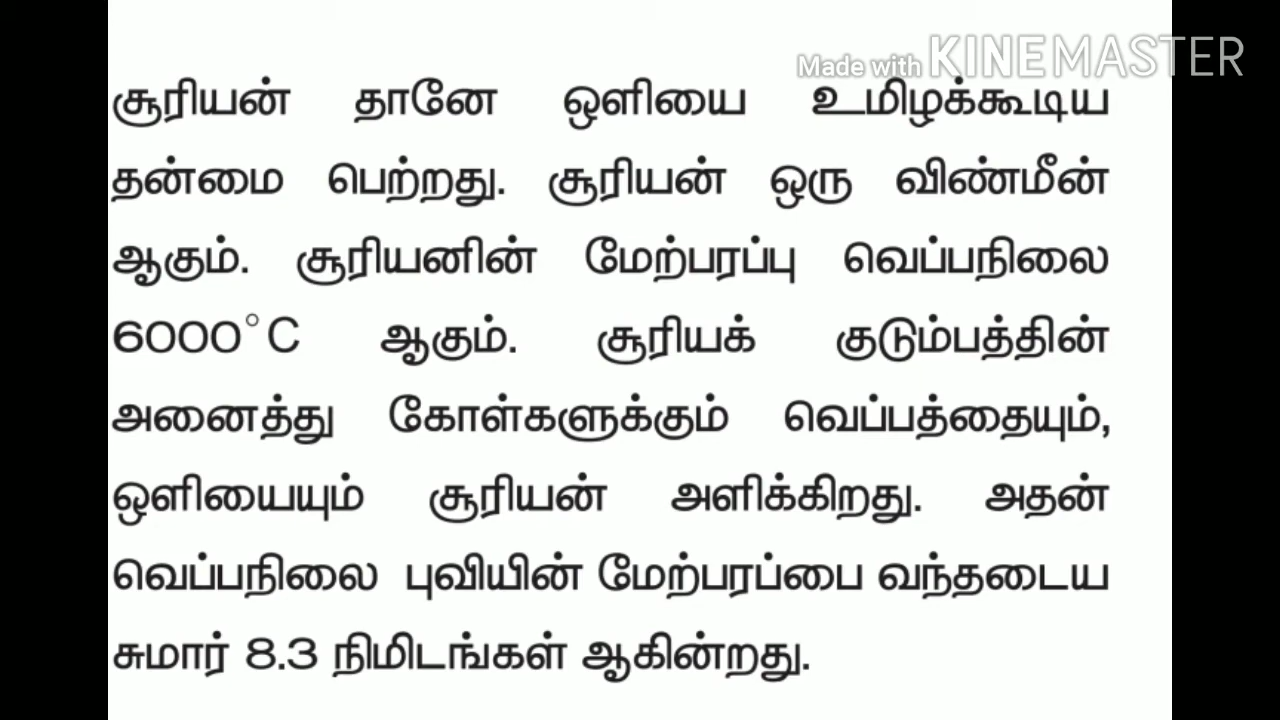 Made with KINEMASTER
சூரியன் தானே ஒளியை உமிழக்கூடிய
தன்மை பெற்றது. சூரியன் ஒரு விண்மீன்
ஆகும். சூரியனின் மேற்பரப்பு வெப்பநிலை
6000°C ஆகும். சூரியக் குடும்பத்தின்
அனைத்து கோள்களுக்கும் வெப்பத்தையும்,
ஒளியையும் சூரியன் அளிக்கிறது. அதன்
வெப்பநிலை புவியின் மேற்பரப்பை வந்தடைய
சுமார் 8.3 நிமிடங்கள் ஆகின்றது.